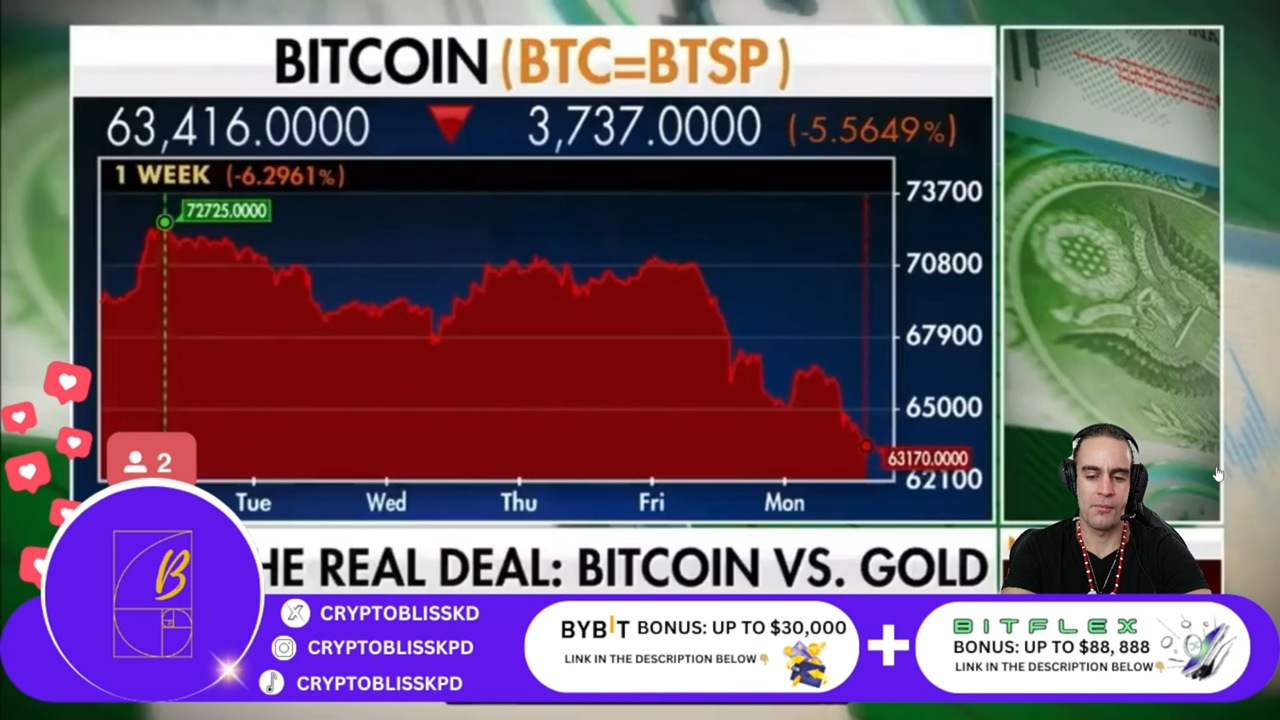 BITCOIN (BTC=BTSP)
63,416.0000 3,737.0000 (-5.5649%)
1 WEEK (-6.2961%)
72725.0000
73700
70800
67900
65000
63170.0000
62100
Tue Wed Thu Fri Mon
2
HE REAL DEAL: BITCOIN VS. GOLD
B
X CRYPTOBLISSKD
CRYPTOBLISSKPD
CRYPTOBLISSKPD
BYBIT BONUS: UP TO $30,000
LINK IN THE DESCRIPTION BELOW
+
BITFLEX
BONUS: UP TO $88, 888
LINK IN THE DESCRIPTION BELOW